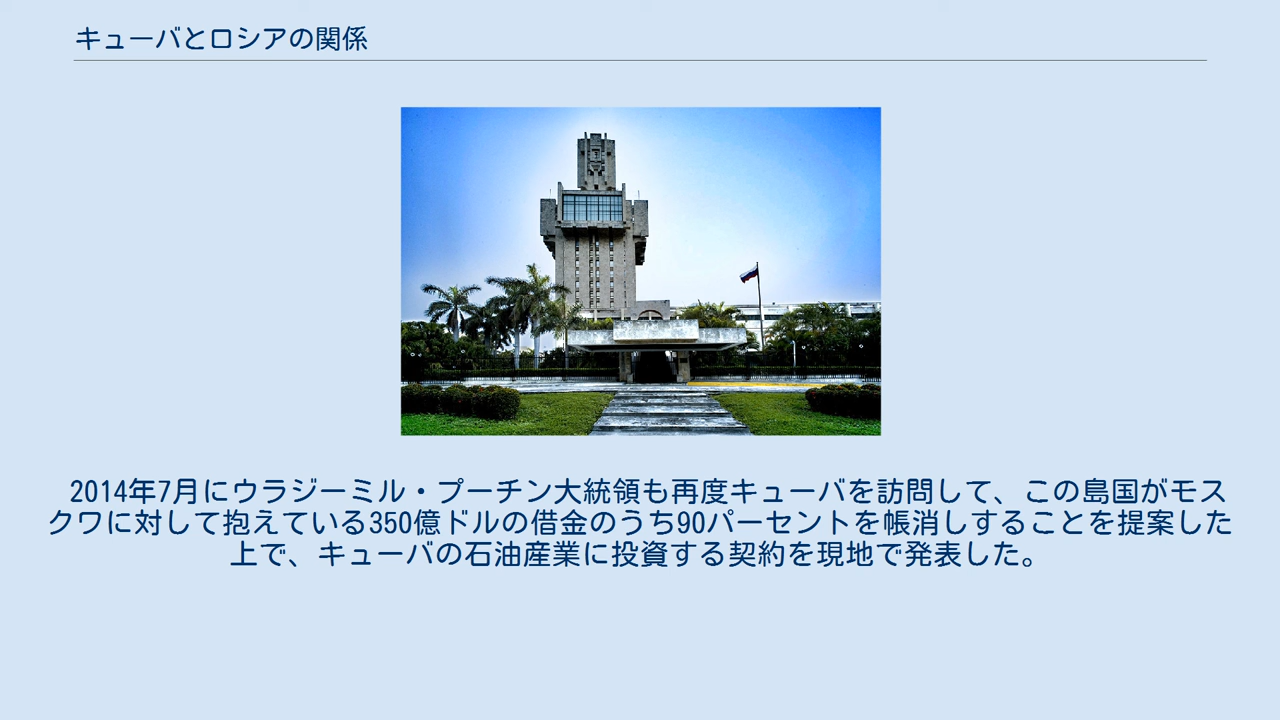 キューバとロシアの関係
2014年7月にウラジーミル・プーチン大統領も再度キューバを訪問して、この島国がモス
クワに対して抱えている350億ドルの借金のうち90パーセントを帳消しすることを提案した
上で、キューバの石油産業に投資する契約を現地で発表した。